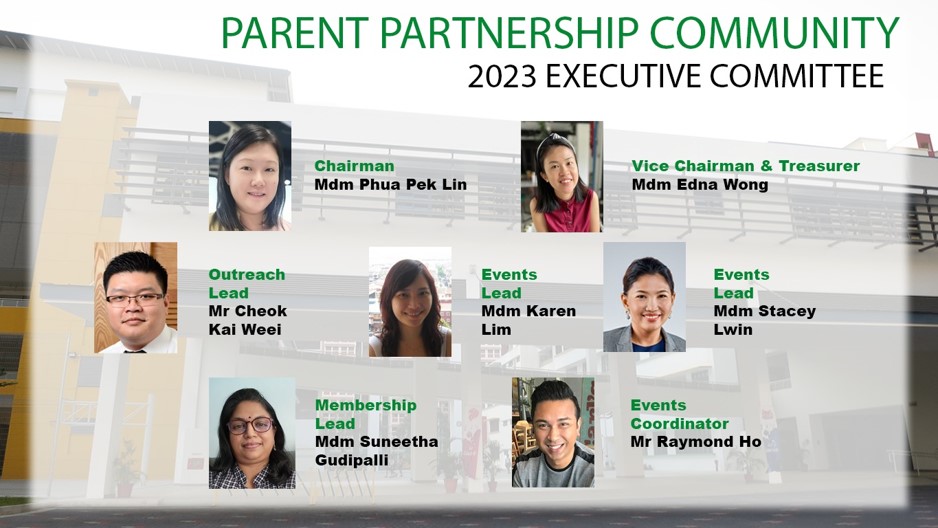 PARENT PARTNERSHIP COMMUNITY
2023 EXECUTIVE COMMITTEE
Chairman
Mdm Phua Pek Lin
Vice Chairman & Treasurer
Mdm Edna Wong
Outreach
Lead
Mr Cheok
Kai Weei
Events
Lead
Mdm Karen
Lim
Events
Lead
Mdm Stacey
Lwin
Membership
Lead
Mdm Suneetha
Gudipalli
Events
Coordinator
Mr Raymond Ho